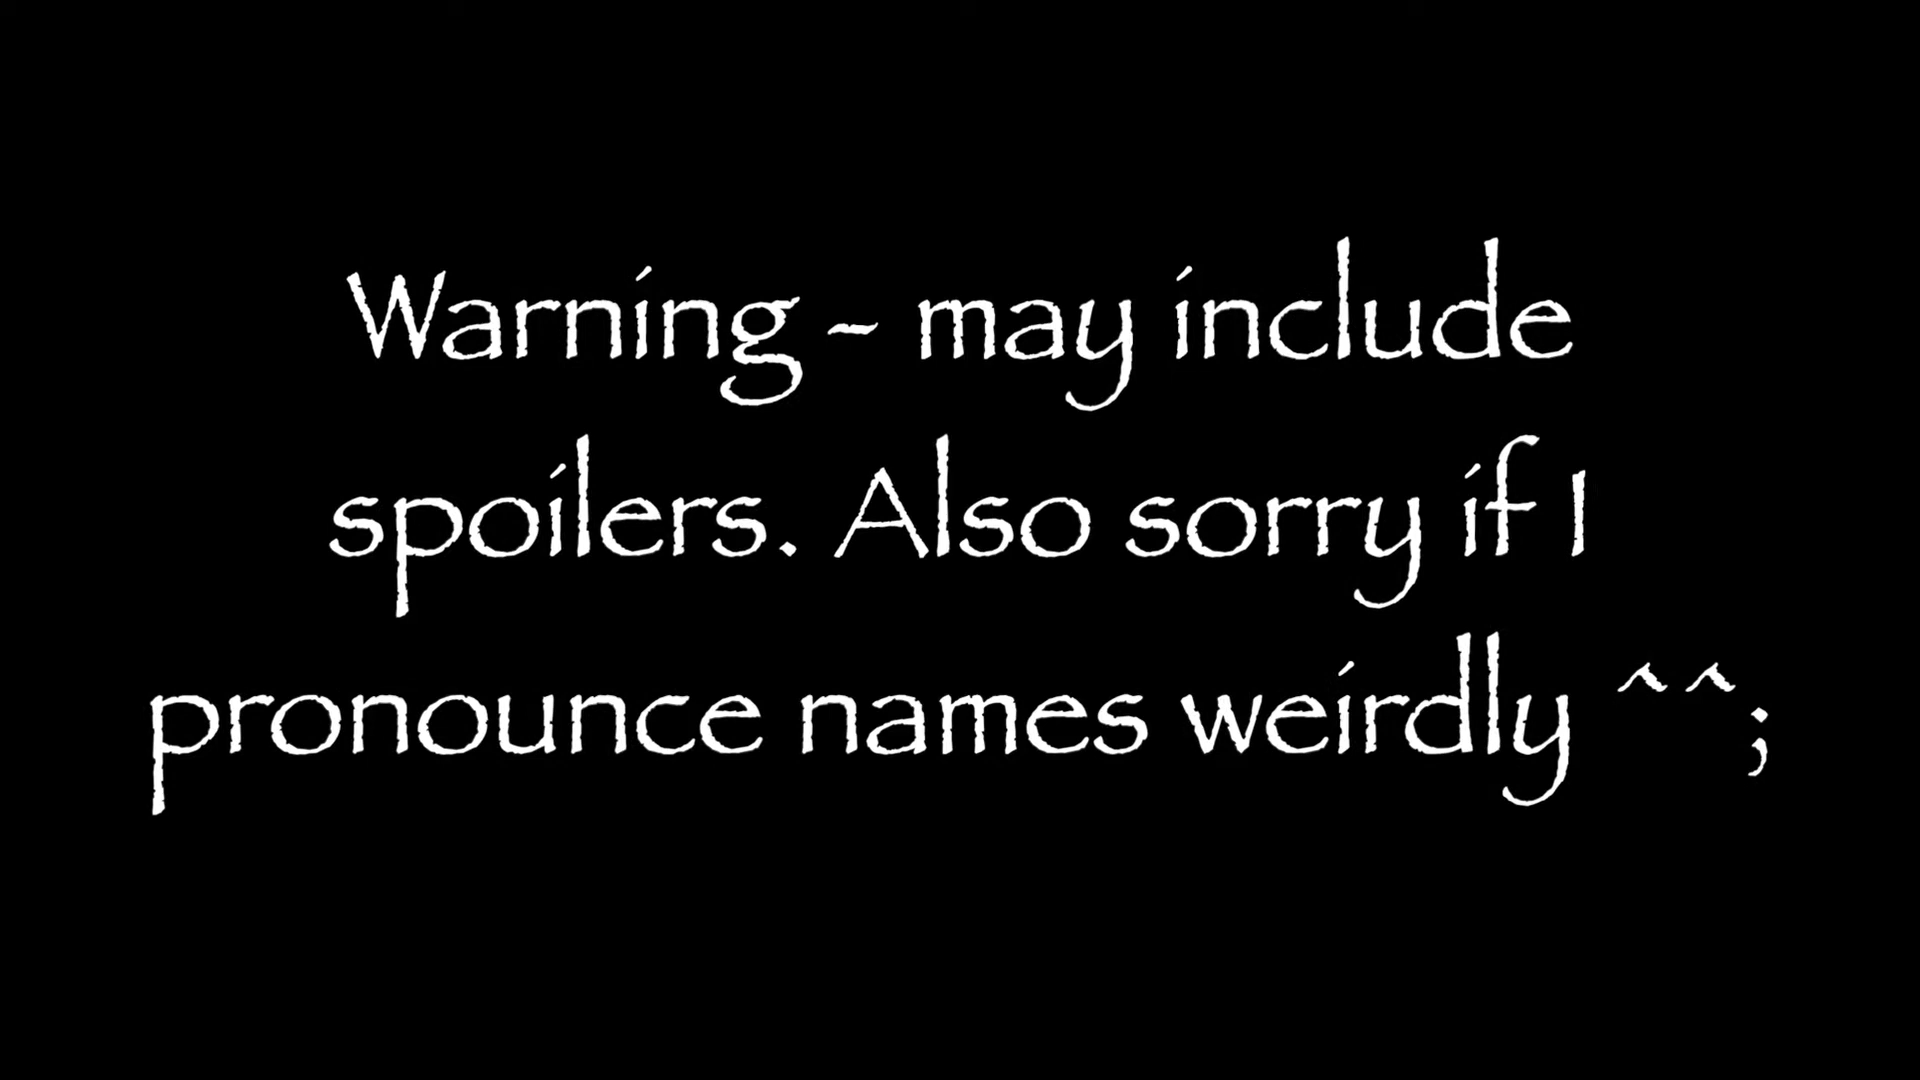 Warning - may include
spoilers. Also sorry if I
pronounce names weirdly ^^;